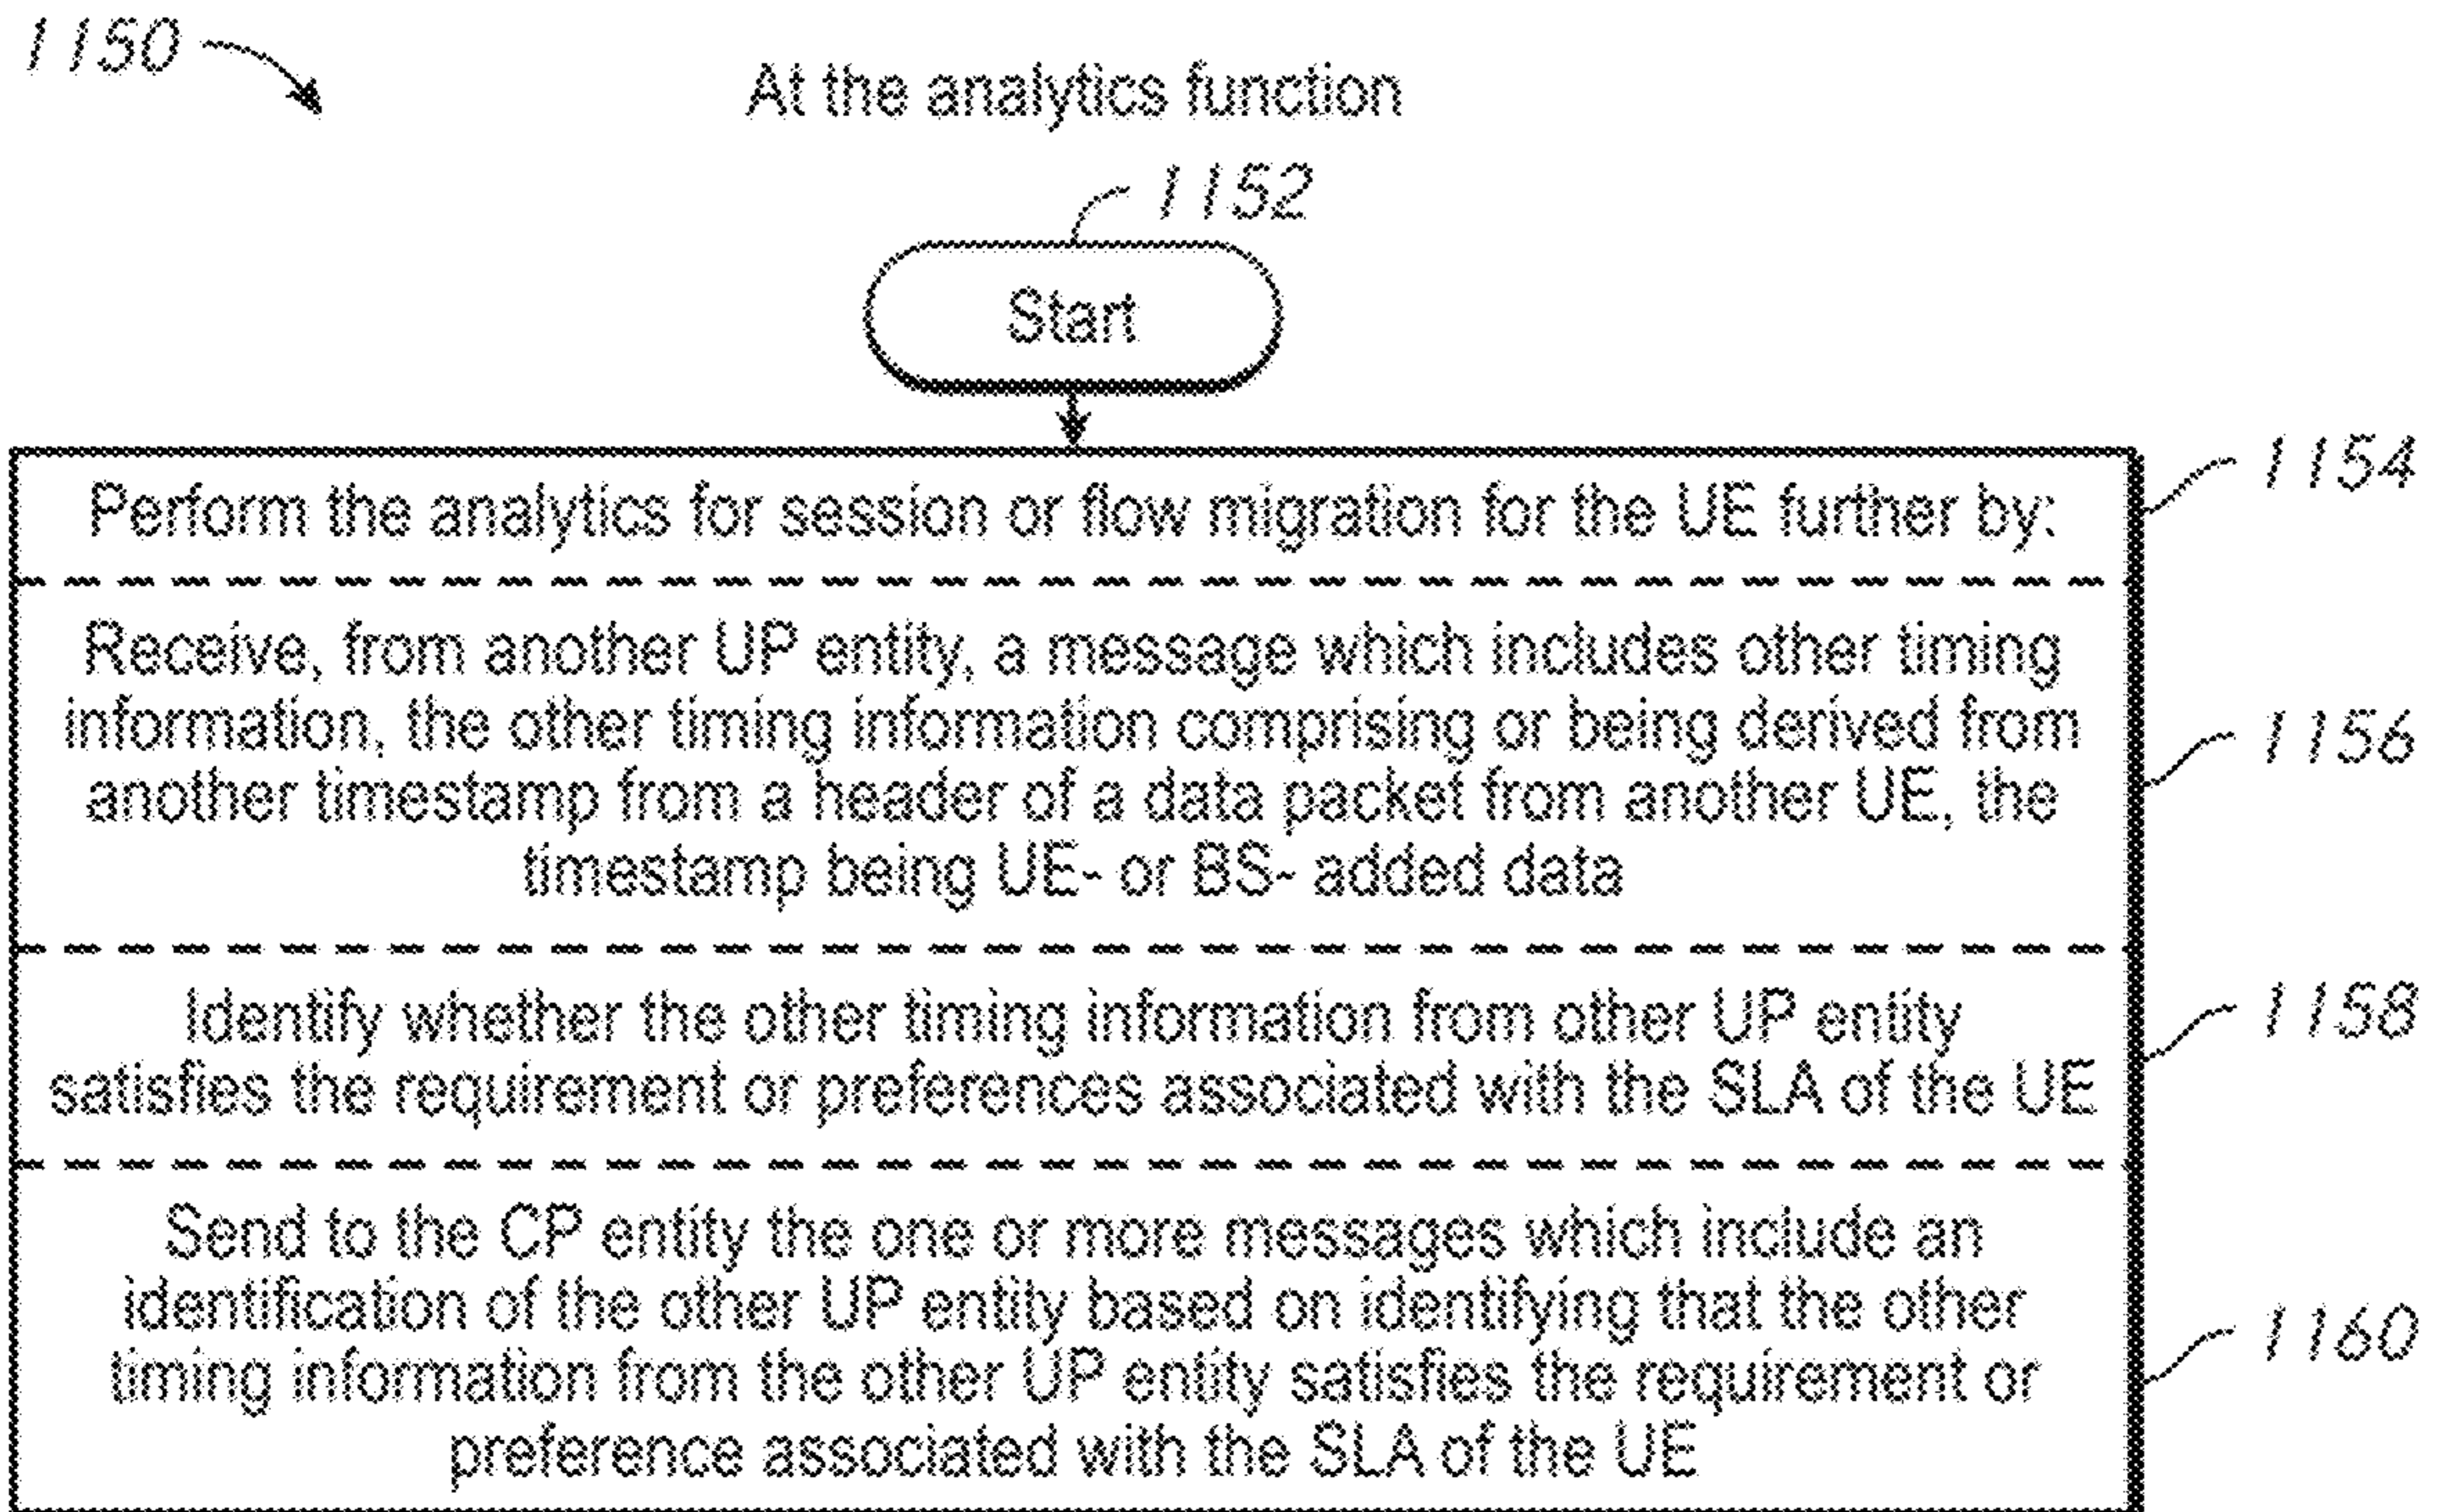 1150
At the analytics function
1152
Start
1154
Perform the analytics for session or flow migration for the UE further by:
Receive, from another UP entity, a message which includes other timing
information, the other timing information comprising or being derived from
1156
another timestamp from a header of a data packet from another UE, the
timestamp being UE- or BS- added data
1158
Identify whether the other timing information from other UP entity
satisfies the requirement or preferences associated with the SLA of the UE
Send to the CP entity the one or more messages which include an
identification of the other UP entity based on identifying that the other
1160
timing information from the other UP entity satisfies the requirement or
preference associated with the SLA of the UE